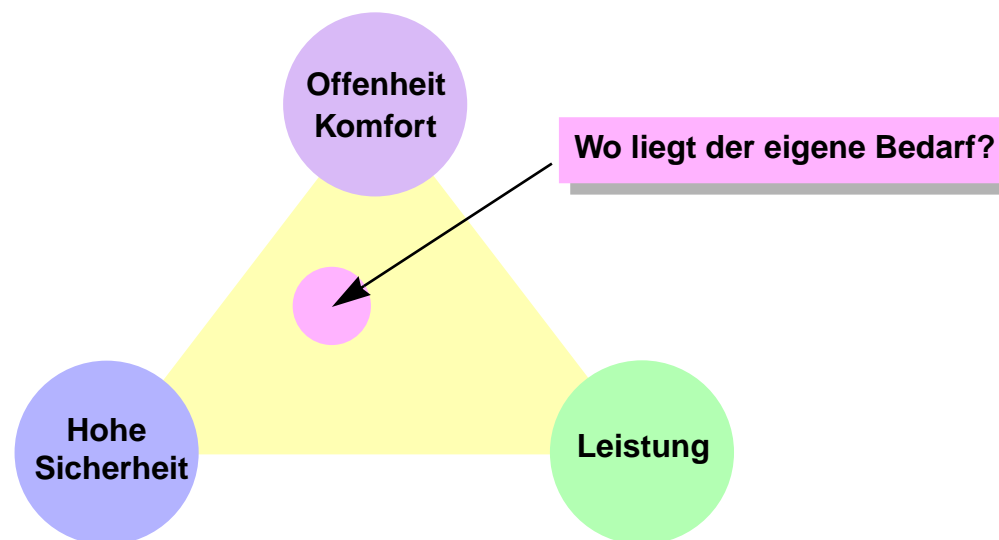 Offenheit
Komfort
Wo liegt der eigene Bedarf?
Hohe
Sicherheit
Leistung